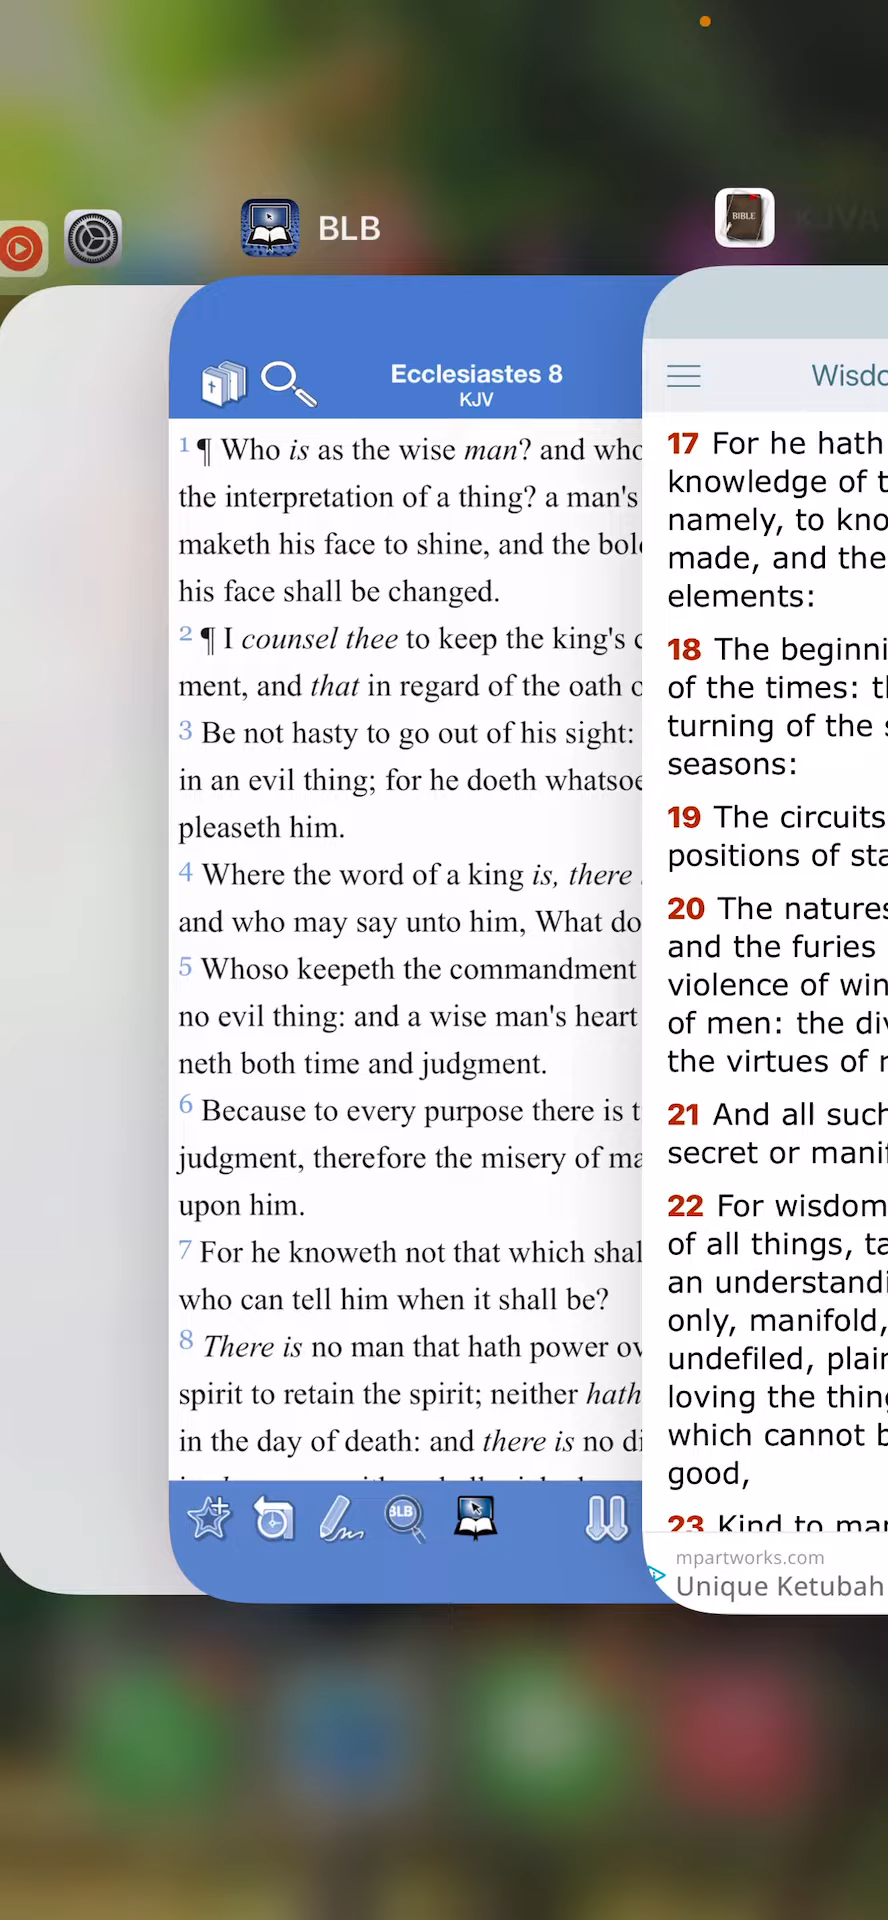 BLB
BIBLE
KJVA
Ecclesiastes 8
KJV
1 ¶ Who is as the wise man? and who
the interpretation of a thing? a man's
maketh his face to shine, and the bol
his face shall be changed.
2 ¶ I counsel thee to keep the king's c
ment, and that in regard of the oath o
3 Be not hasty to go out of his sight:
in an evil thing; for he doeth whatsoe
pleaseth him.
4 Where the word of a king is, there
and who may say unto him, What do
5 Whoso keepeth the commandment
no evil thing: and a wise man's heart
neth both time and judgment.
6 Because to every purpose there is t
judgment, therefore the misery of ma
upon him.
7 For he knoweth not that which shal
who can tell him when it shall be?
8 There is no man that hath power ov
spirit to retain the spirit; neither hath
in the day of death: and there is no di
BLB
Wisdo
17 For he hath
knowledge of t
namely, to kno
made, and the
elements:
18 The beginni
of the times: t
turning of the s
seasons:
19 The circuits
positions of sta
20 The natures
and the furies
violence of win
of men: the div
the virtues of r
21 And all such
secret or manif
22 For wisdom
of all things, ta
an understandi
only, manifold,
undefiled, plain
loving the thing
which cannot b
good,
23 Kind to mar
mpartworks.com
Unique Ketubah